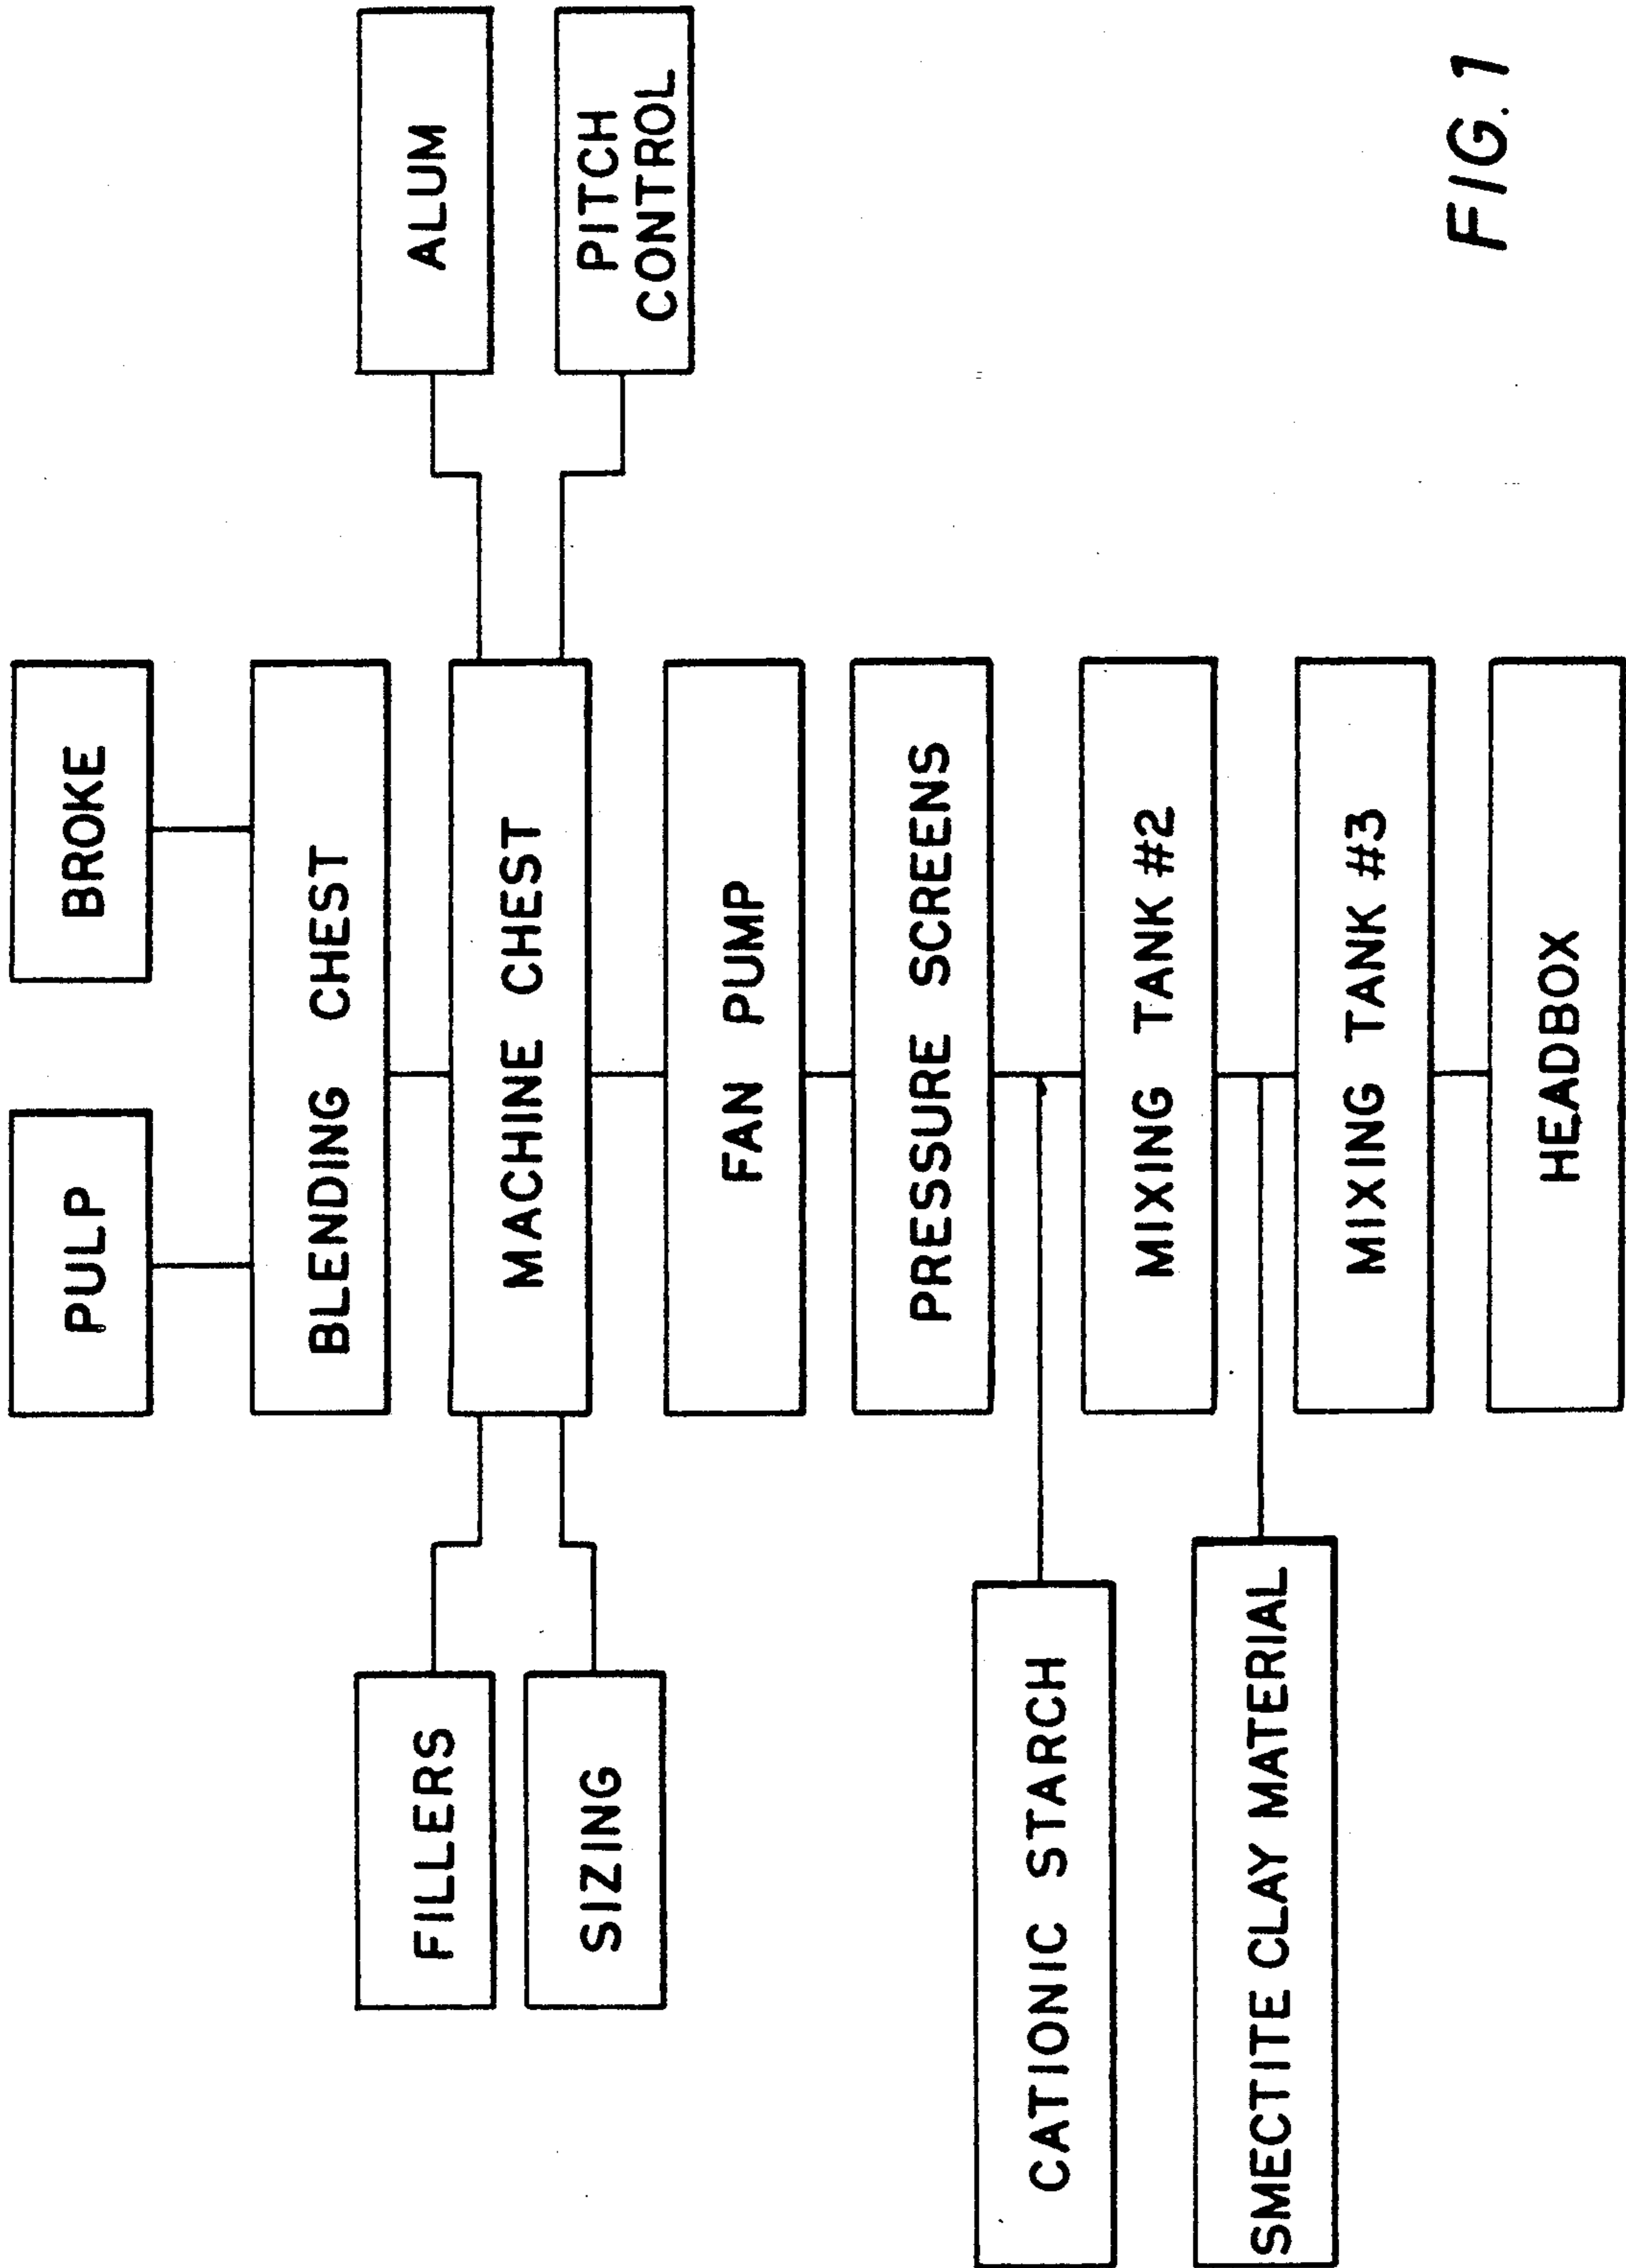 PULP
BROKE
BLENDING CHEST
FILLERS
SIZING
MACHINE CHEST
ALUM
PITCH
CONTROL
FAN PUMP
PRESSURE SCREENS
CATIONIC STARCH
MIXING TANK #2
SMECTITE CLAY MATERIAL
MIXING TANK #3
HEADBOX
FIG. 1